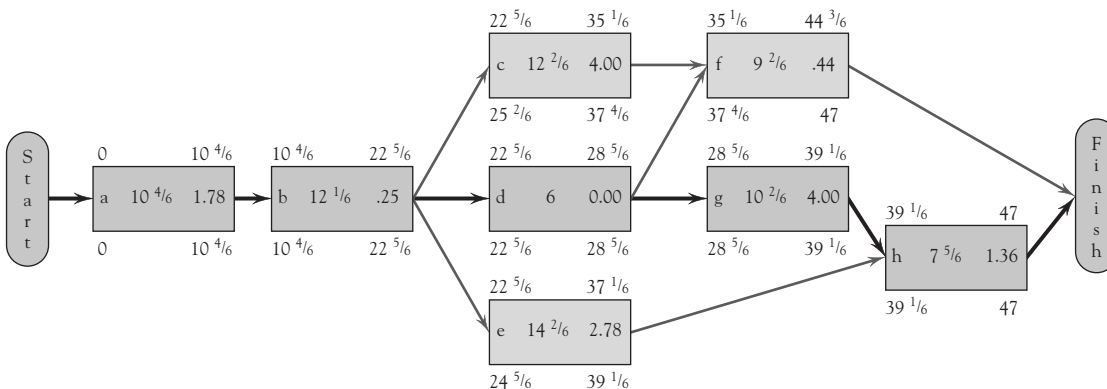 Start
0 10 4/6
a 10 4/6 1.78
0 10 4/6
10 4/6 22 5/6
b 12 1/6 .25
10 4/6 22 5/6
22 5/6 35 1/6
c 12 2/6 4.00
25 2/6 37 4/6
22 5/6 28 5/6
d 6 0.00
22 5/6 28 5/6
22 5/6 37 1/6
e 14 2/6 2.78
24 5/6 39 1/6
35 1/6 44 3/6
f 9 2/6 .44
37 4/6 47
28 5/6 39 1/6
g 10 2/6 4.00
28 5/6 39 1/6
39 1/6 47
h 7 5/6 1.36
39 1/6 47
Finish